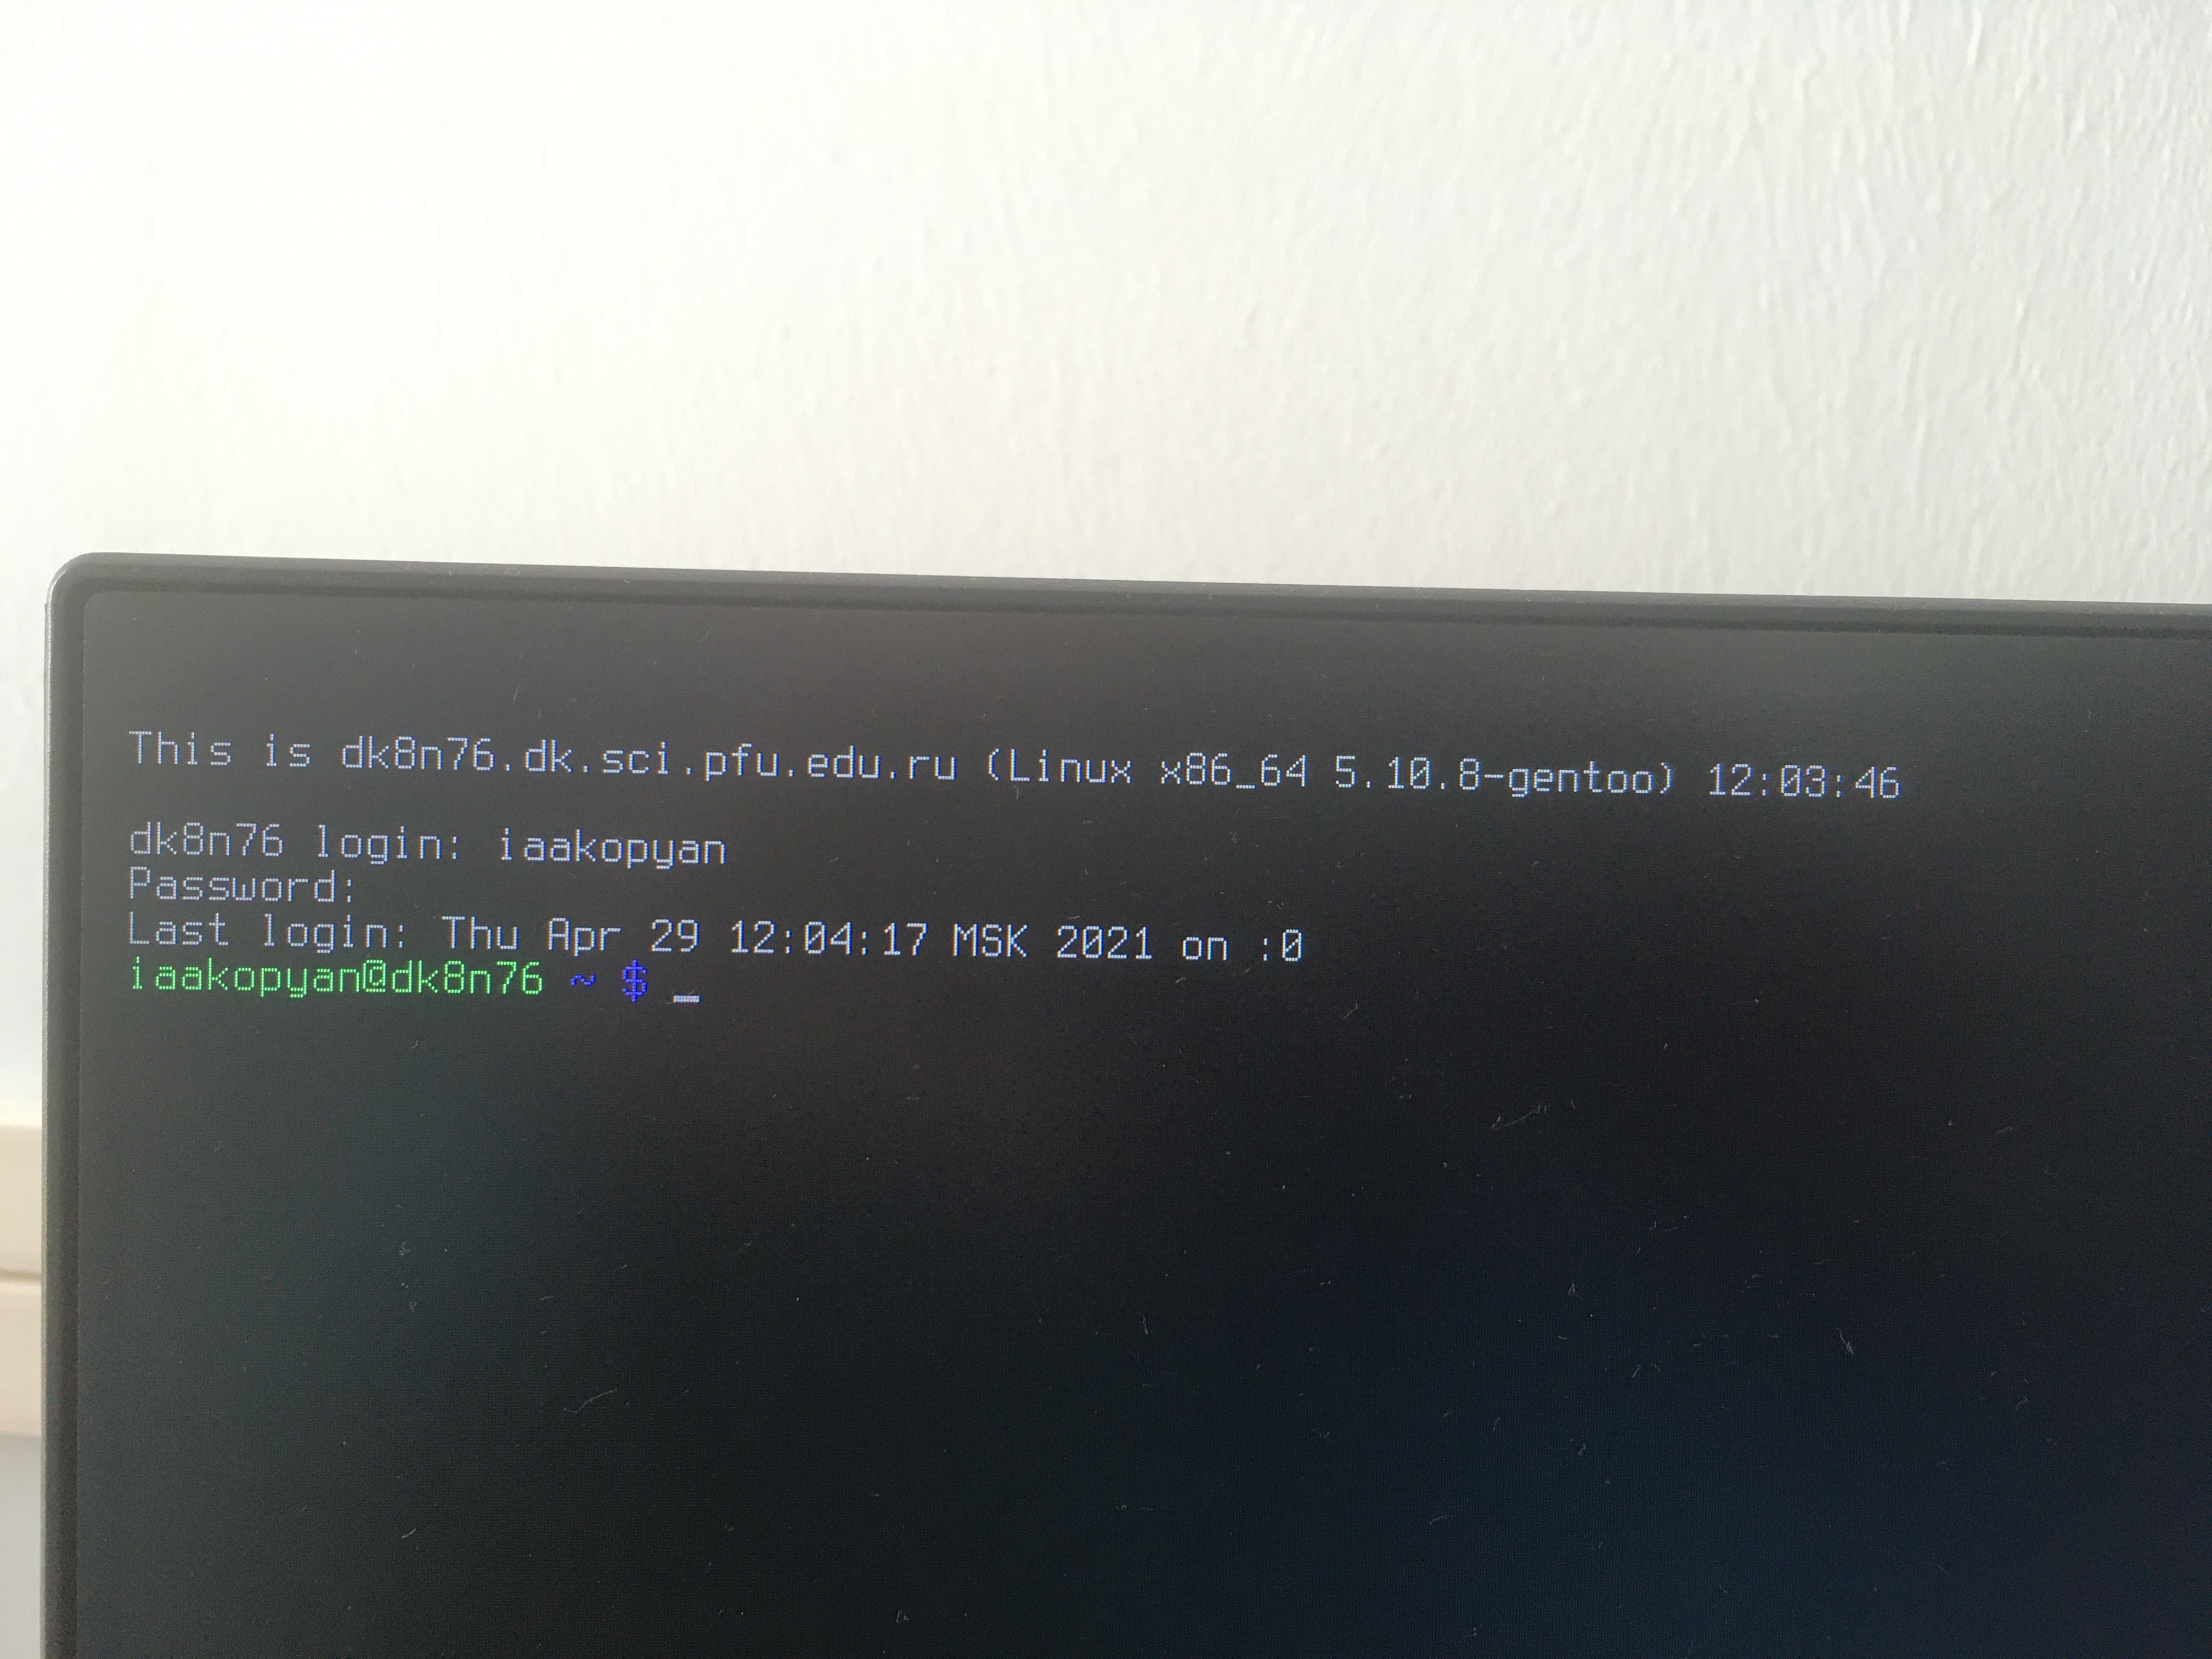 This is dk8n76.dk.sci.pfu.edu.ru (Linux x86_64 5.10.8-gentoo) 12:03:46
dk8n76 login: iaakopyan
Password:
Last login: Thu Apr 29 12:04:17 MSK 2021 on :0
iaakopyan@dk8n76 ~ $ _